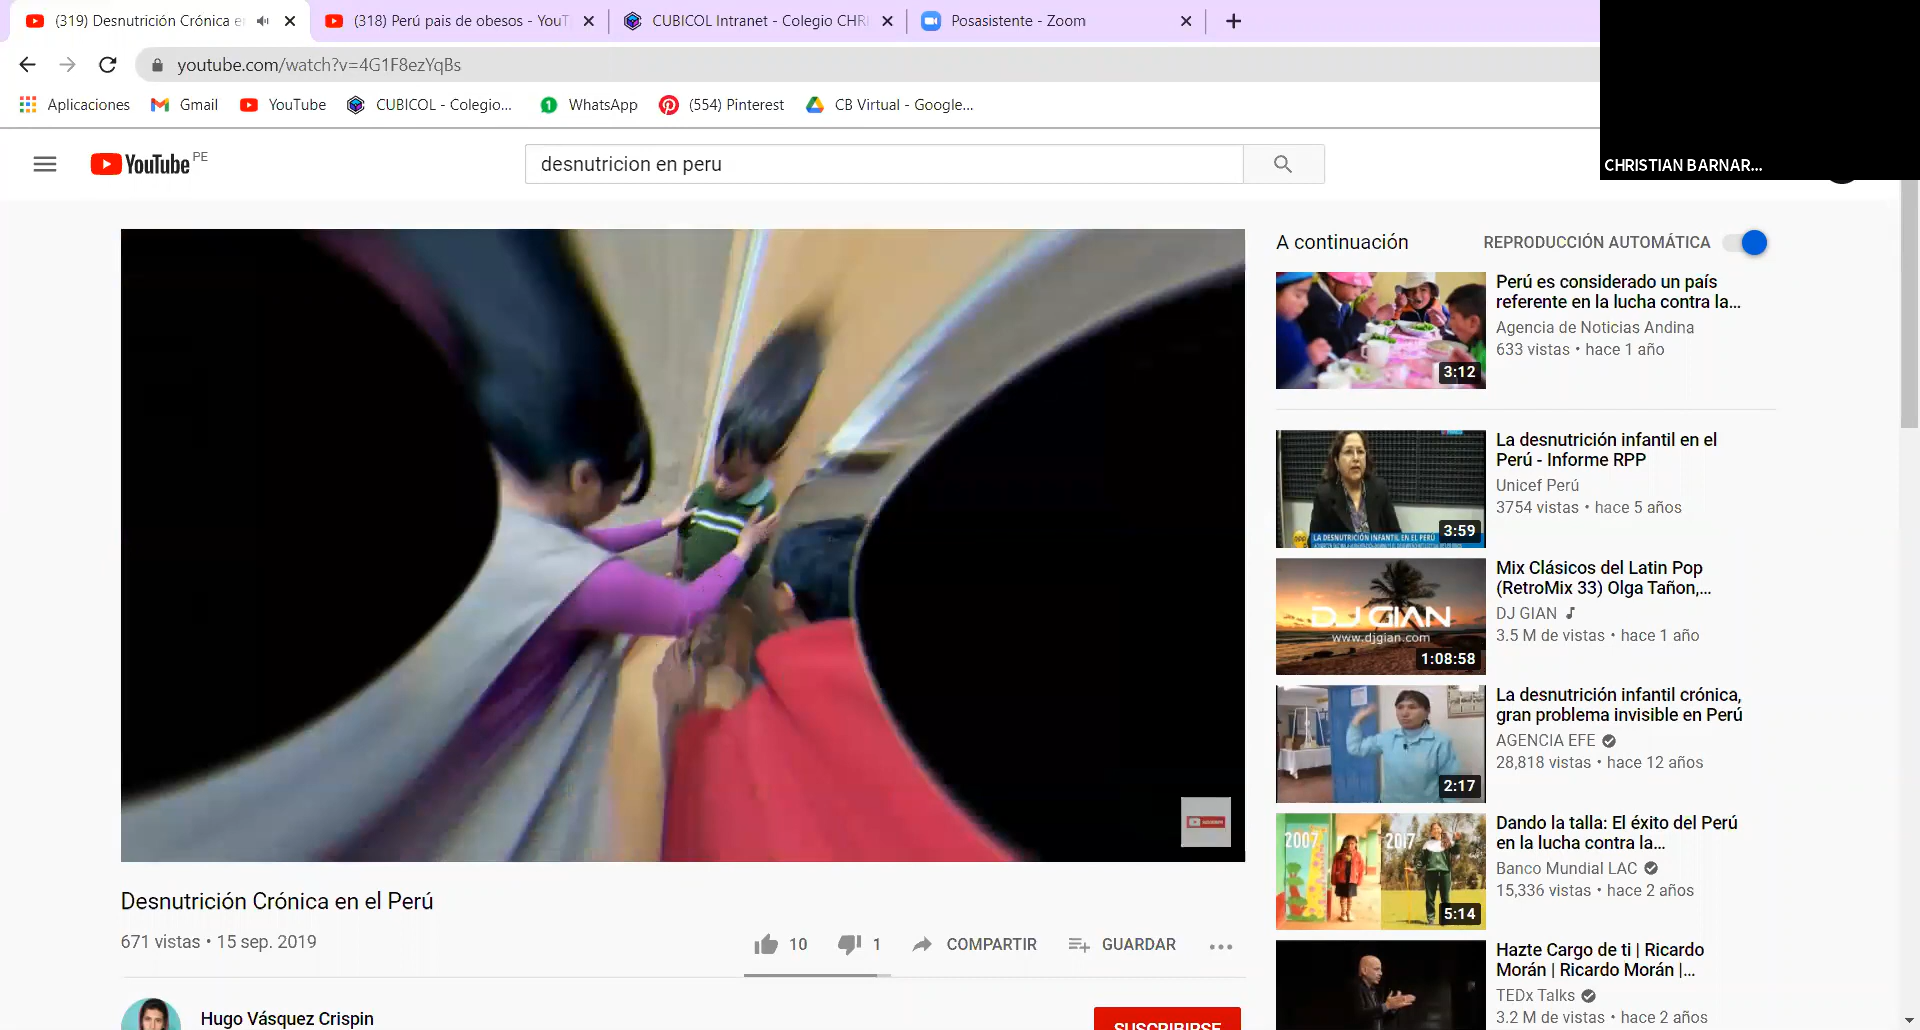 (319) Desnutrición Crónica e
(318) Perú pais de obesos - YouT
CUBICOL Intranet - Colegio CHR
Posasistente - Zoom
youtube.com/watch?v=4G1F8ezYqBs
Aplicaciones
Gmail
YouTube
CUBICOL - Colegio...
1
WhatsApp
(554) Pinterest
CB Virtual - Google...
CHRISTIAN BARNAR...
YouTube PE
desnutricion en peru
A continuación
REPRODUCCIÓN AUTOMÁTICA
Perú es considerado un país
referente en la lucha contra la...
Agencia de Noticias Andina
633 vistas • hace 1 año
3:12
La desnutrición infantil en el
Perú - Informe RPP
Unicef Perú
3754 vistas • hace 5 años
LA DESNUTRICIÓN INFANTIL EN EL PERÚ
3:59
Mix Clásicos del Latin Pop
(RetroMix 33) Olga Tañon,...
DJ GIAN
3.5 M de vistas • hace 1 año
DJ GIAN
www.djgian.com
1:08:58
La desnutrición infantil crónica,
gran problema invisible en Perú
AGENCIA EFE
28,818 vistas • hace 12 años
2:17
Dando la talla: El éxito del Perú
en la lucha contra la...
Banco Mundial LAC
15,336 vistas • hace 2 años
2007
2017
5:14
Hazte Cargo de ti | Ricardo
Morán | Ricardo Morán |...
TEDx Talks
3.2 M de vistas • hace 2 años
Desnutrición Crónica en el Perú
671 vistas • 15 sep. 2019
10
1
COMPARTIR
GUARDAR
Hugo Vásquez Crispin
SUSCRIBIRSE